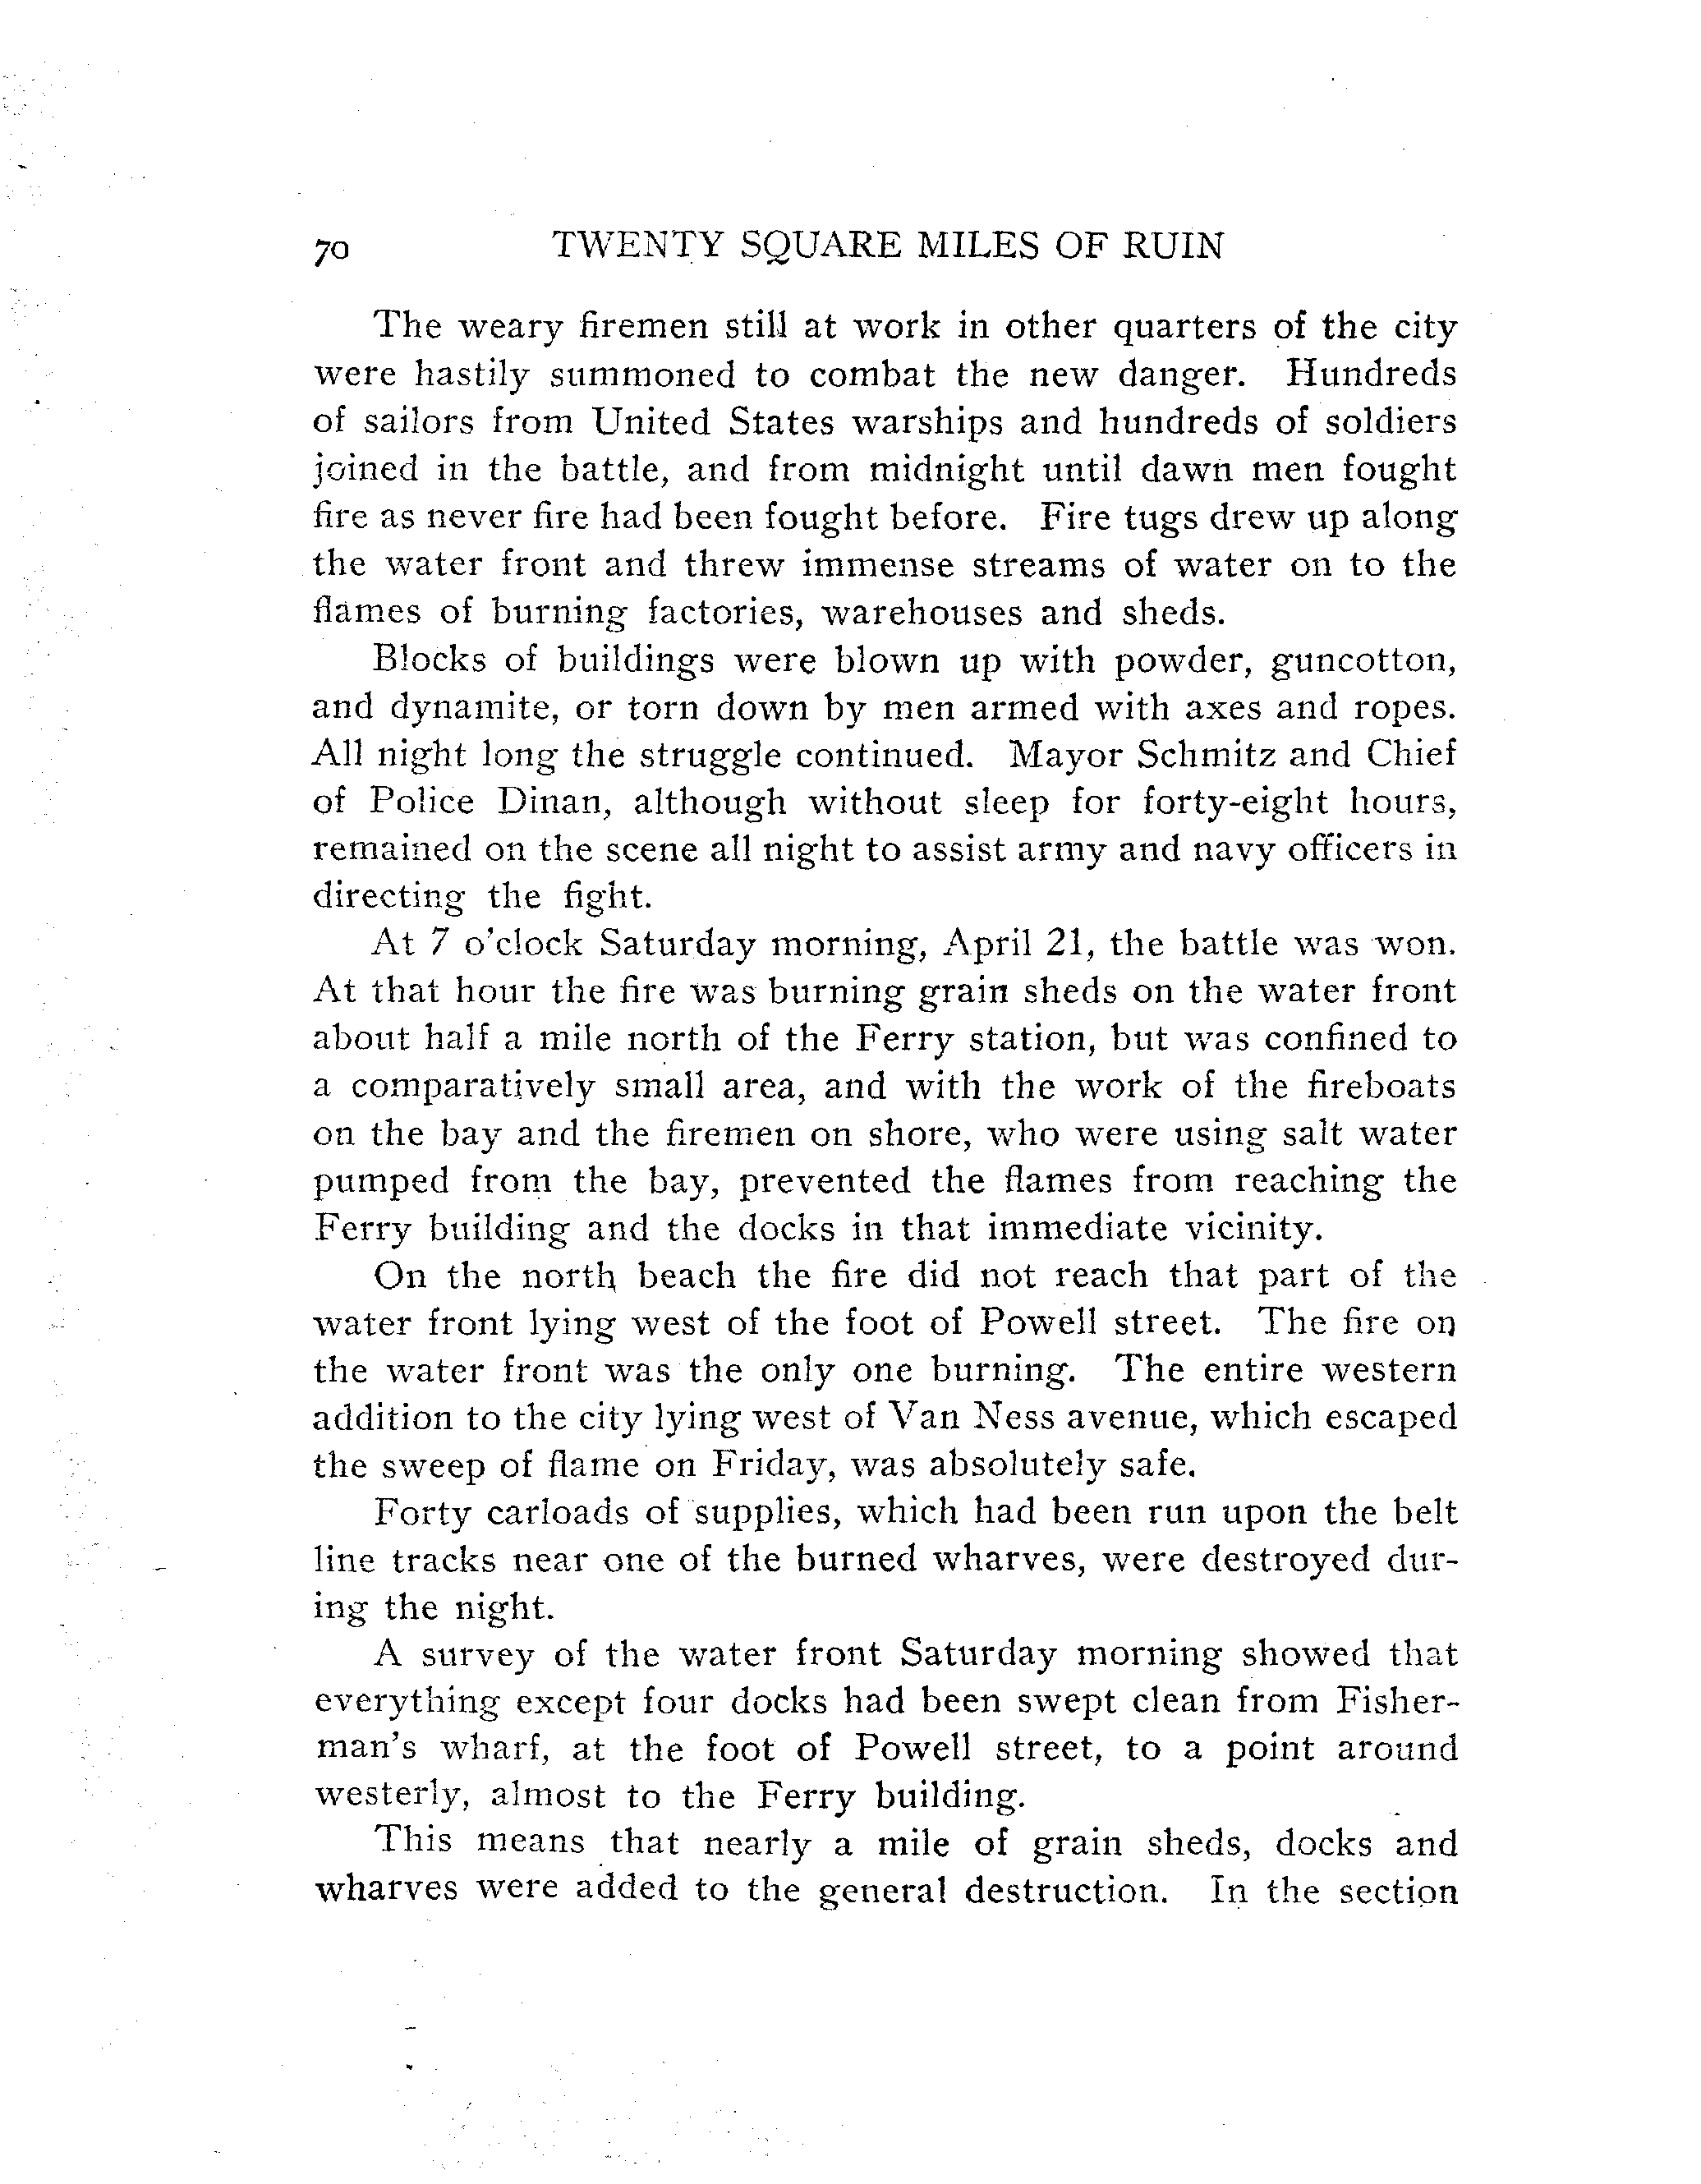 70 TWENTY SQUARE MILES OF RUIN
The weary firemen still at work in other quarters of the city
were hastily summoned to combat the new danger. Hundreds
of sailors from United States warships and hundreds of soldiers
joined in the battle, and from midnight until dawn men fought
fire as never fire had been fought before. Fire tugs drew up along
the water front and threw immense streams of water on to the
flames of burning factories, warehouses and sheds.
Blocks of buildings were blown up with powder, guncotton,
and dynamite, or torn down by men armed with axes and ropes.
All night long the struggle continued. Mayor Schmitz and Chief
of Police Dinan, although without sleep for forty-eight hours,
remained on the scene all night to assist army and navy officers in
directing the fight.
At 7 o'clock Saturday morning, April 21, the battle was won.
At that hour the fire was burning grain sheds on the water front
about half a mile north of the Ferry station, but was confined to
a comparatively small area, and with the work of the fireboats
on the bay and the firemen on shore, who were using salt water
pumped from the bay, prevented the flames from reaching the
Ferry building and the docks in that immediate vicinity.
On the north beach the fire did not reach that part of the
water front lying west of the foot of Powell street. The fire on
the water front was the only one burning. The entire western
addition to the city lying west of Van Ness avenue, which escaped
the sweep of flame on Friday, was absolutely safe.
Forty carloads of supplies, which had been run upon the belt
line tracks near one of the burned wharves, were destroyed dur-
ing the night.
A survey of the water front Saturday morning showed that
everything except four docks had been swept clean from Fisher-
man's wharf, at the foot of Powell street, to a point around
westerly, almost to the Ferry building.
This means that nearly a mile of grain sheds, docks and
wharves were added to the general destruction. In the section